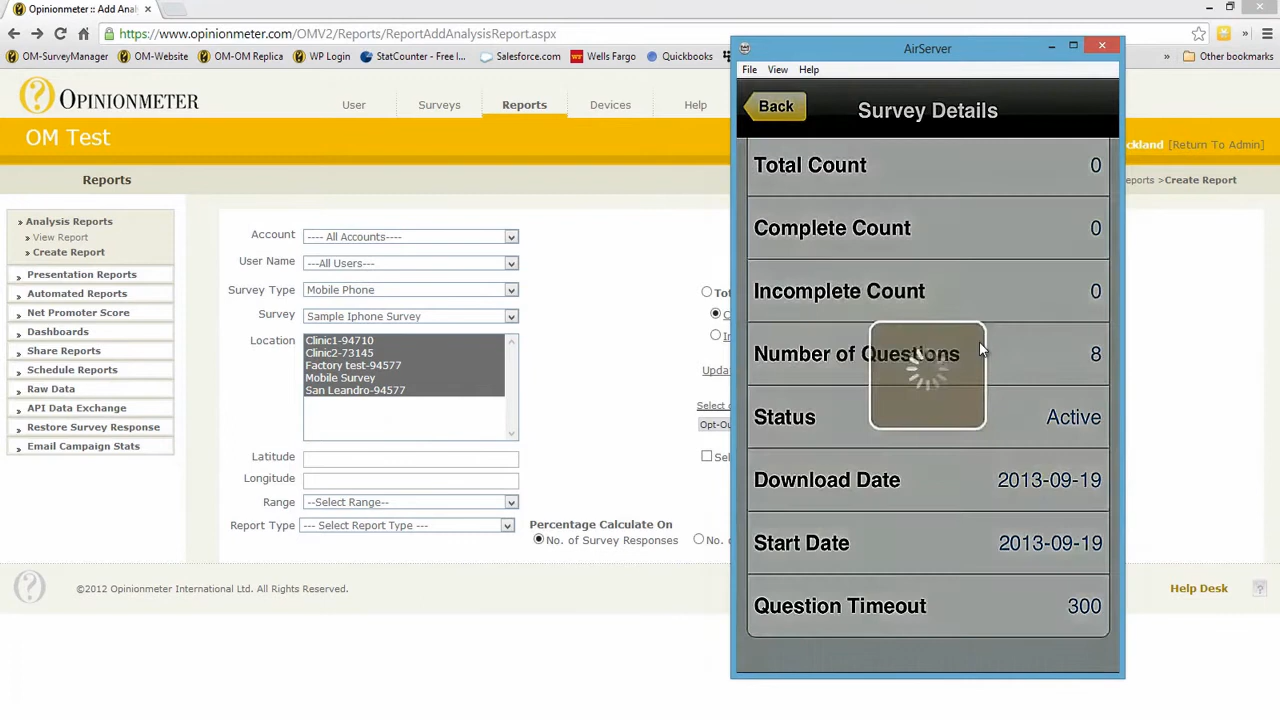 Opinionmeter :: Add Anal
https://www.opinionmeter.com/OMV2/Reports/ReportAddAnalysisReport.aspx
OM-SurveyManager
OM-Website
OM-OM Replica
WP Login
StatCounter - Free I...
Salesforce.com
Wells Fargo
Quickbooks
» Other bookmarks
OPINIONMETER
User Surveys Reports Devices Help
OM Test
ckland [Return To Admin]
Reports
eports >Create Report
» Analysis Reports
» View Report
» Create Report
Presentation Reports
Automated Reports
Net Promoter Score
Dashboards
Share Reports
Schedule Reports
Raw Data
API Data Exchange
Restore Survey Response
Email Campaign Stats
Account ---- All Accounts----
User Name ---All Users---
Survey Type Mobile Phone
Survey Sample Iphone Survey
Location Clinic1-94710
Clinic2-73145
Factory test-94577
Mobile Survey
San Leandro-94577
Latitude
Longitude
Range --Select Range--
Report Type --- Select Report Type ---
Percentage Calculate On
No. of Survey Responses
No. o
Tot
C
In
Updat
Select c
Opt-Ou
Sel
AirServer
File View Help
Back
Survey Details
Total Count 0
Complete Count 0
Incomplete Count 0
Number of Questions 8
Status Active
Download Date 2013-09-19
Start Date 2013-09-19
Question Timeout 300
©2012 Opinionmeter International Ltd. All Rights Reserved.
Help Desk ?